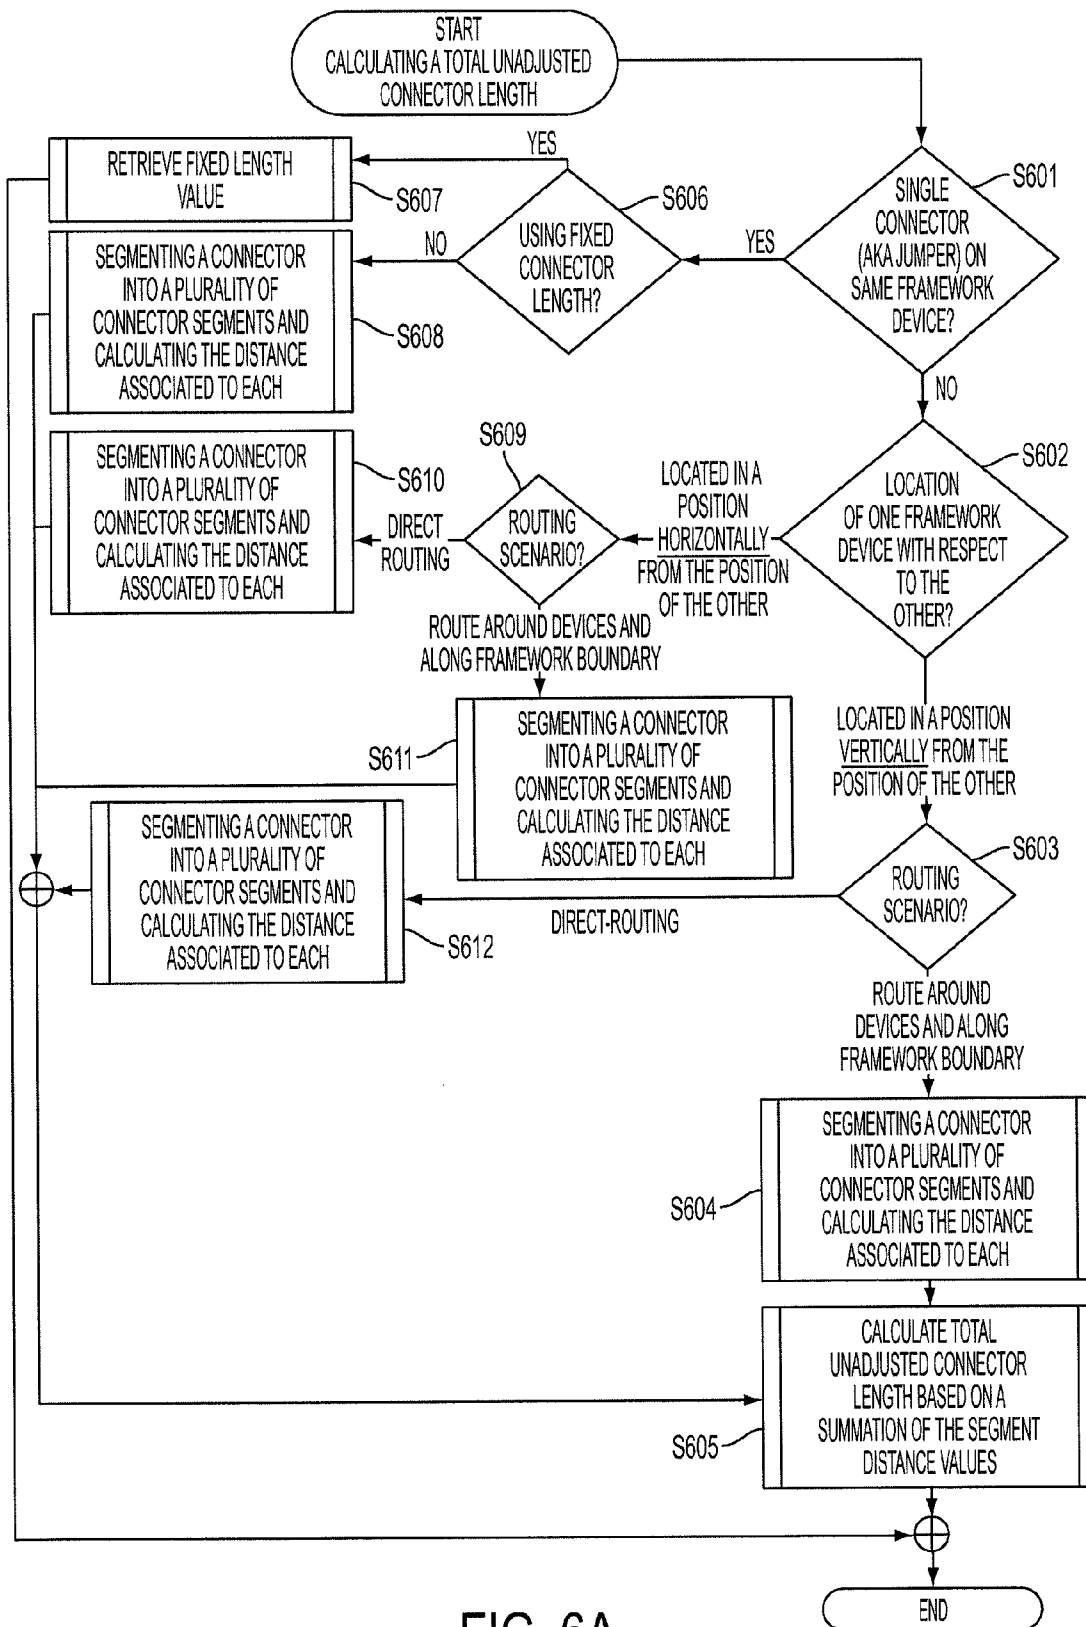 START
CALCULATING A TOTAL UNADJUSTED
CONNECTOR LENGTH
YES
RETRIEVE FIXED LENGTH
VALUE
S607
S606
USING FIXED
CONNECTOR
LENGTH?
YES
SINGLE
CONNECTOR
(AKA JUMPER) ON
SAME FRAMEWORK
DEVICE?
S601
NO
SEGMENTING A CONNECTOR
INTO A PLURALITY OF
CONNECTOR SEGMENTS AND
CALCULATING THE DISTANCE
ASSOCIATED TO EACH
S608
NO
S602
LOCATION
OF ONE FRAMEWORK
DEVICE WITH RESPECT
TO THE
OTHER?
LOCATED IN A
POSITION
HORIZONTALLY
FROM THE POSITION
OF THE OTHER
S609
ROUTING
SCENARIO?
DIRECT
ROUTING
SEGMENTING A CONNECTOR
INTO A PLURALITY OF
CONNECTOR SEGMENTS AND
CALCULATING THE DISTANCE
ASSOCIATED TO EACH
S610
ROUTE AROUND DEVICES AND
ALONG FRAMEWORK BOUNDARY
SEGMENTING A CONNECTOR
INTO A PLURALITY OF
CONNECTOR SEGMENTS AND
CALCULATING THE DISTANCE
ASSOCIATED TO EACH
S611
LOCATED IN A POSITION
VERTICALLY FROM THE
POSITION OF THE OTHER
S603
ROUTING
SCENARIO?
DIRECT-ROUTING
SEGMENTING A CONNECTOR
INTO A PLURALITY OF
CONNECTOR SEGMENTS AND
CALCULATING THE DISTANCE
ASSOCIATED TO EACH
S612
ROUTE AROUND
DEVICES AND ALONG
FRAMEWORK BOUNDARY
SEGMENTING A CONNECTOR
INTO A PLURALITY OF
CONNECTOR SEGMENTS AND
CALCULATING THE DISTANCE
ASSOCIATED TO EACH
S604
CALCULATE TOTAL
UNADJUSTED CONNECTOR
LENGTH BASED ON A
SUMMATION OF THE SEGMENT
DISTANCE VALUES
S605
END
FIG. 6A